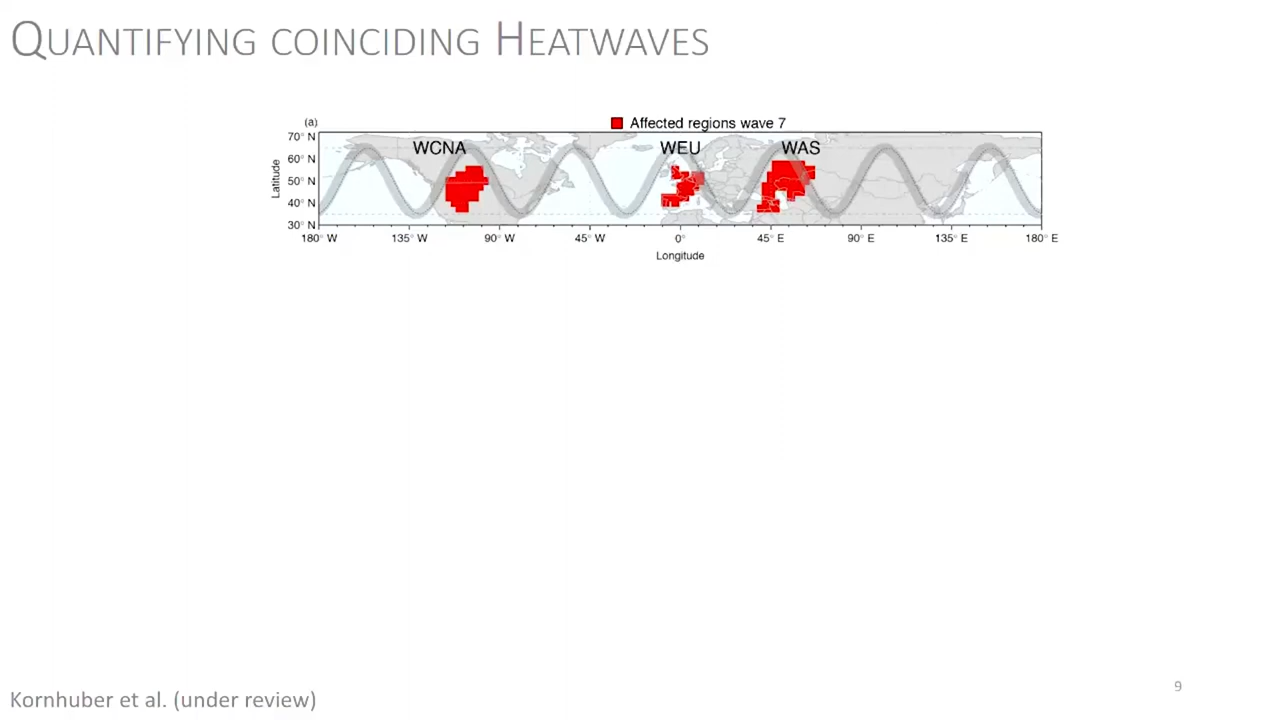 QUANTIFYING COINCIDING HEATWAVES
(a)
Affected regions wave 7
WCNA WEU WAS
Latitude
70° N
60° N
50° N
40° N
30° N
180° W 135° W 90° W 45° W 0° 45° E 90° E 135° E 180° E
Longitude
Kornhuber et al. (under review)
9